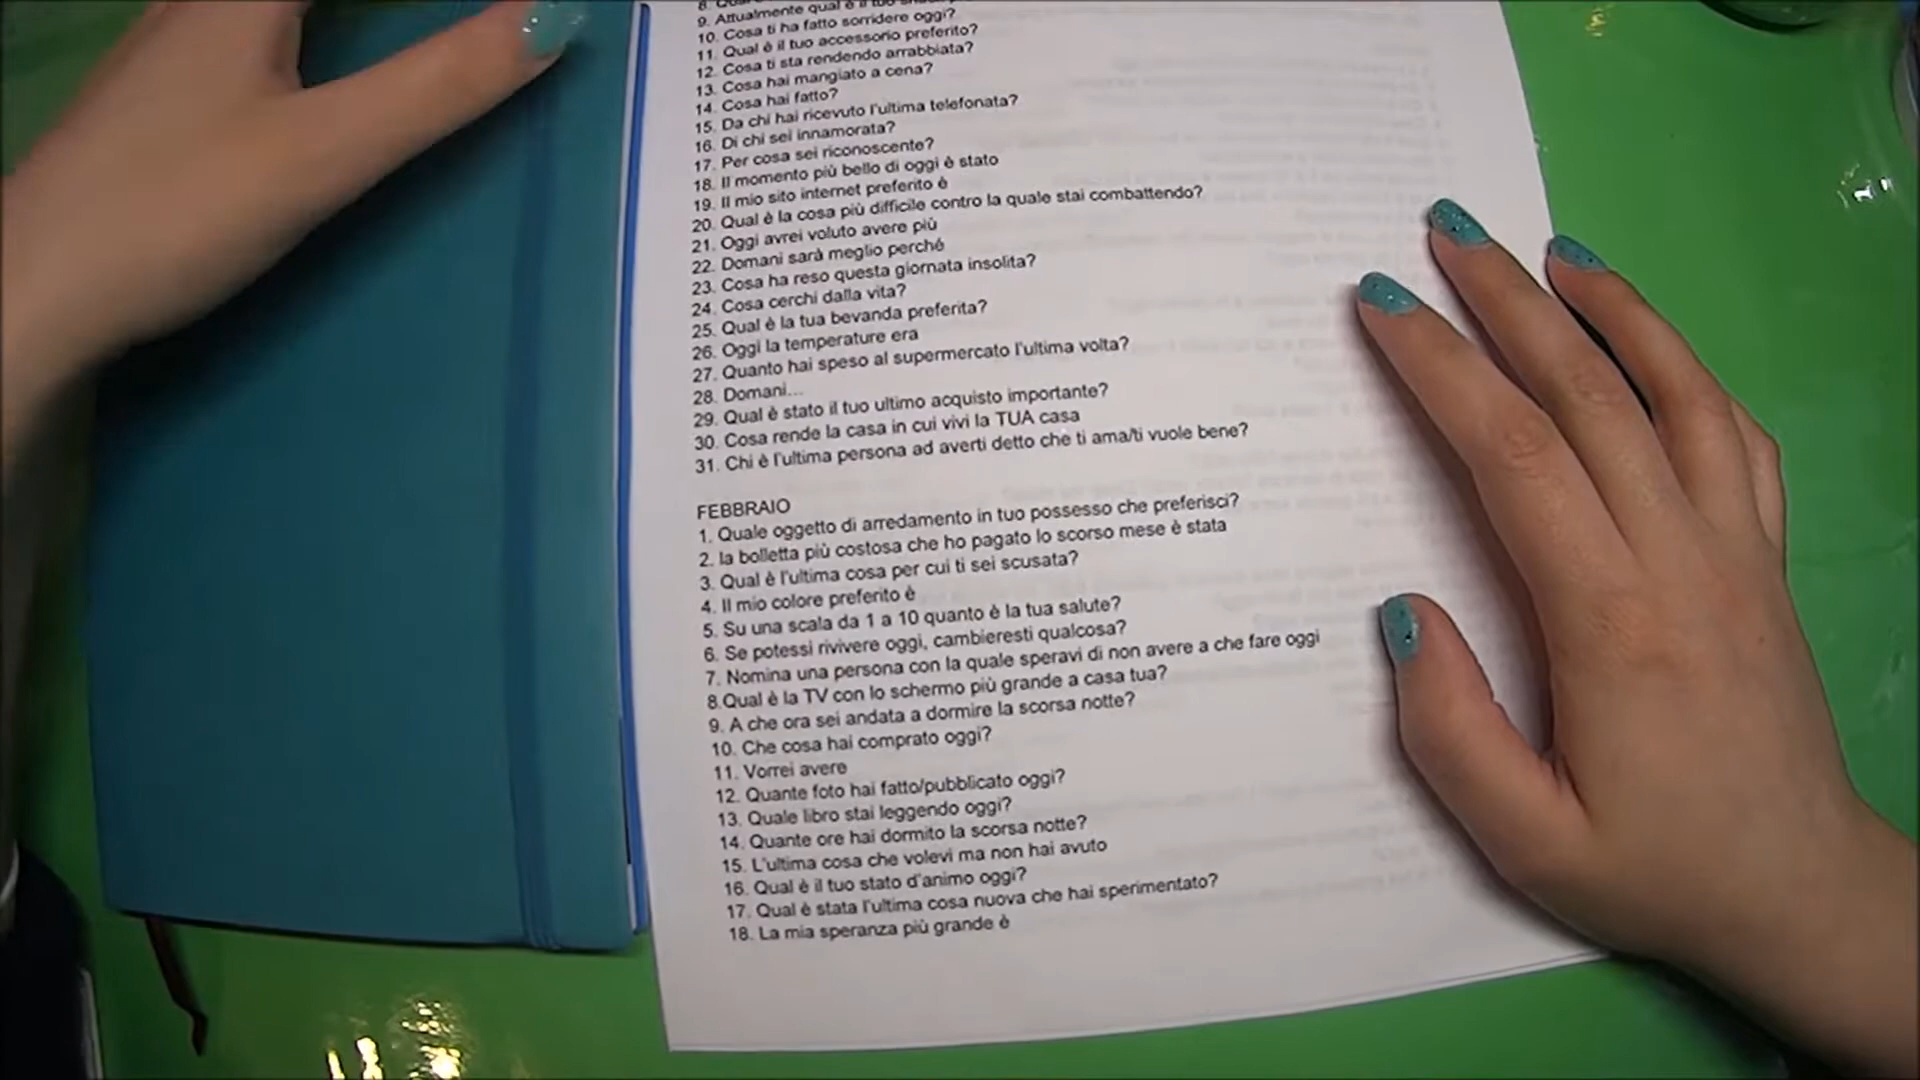 9. Attualmente qual è il tuo
10. Cosa ti ha fatto sorridere oggi?
11. Qual è il tuo accessorio preferito?
12. Cosa ti sta rendendo arrabbiata?
13. Cosa hai mangiato a cena?
14. Cosa hai fatto?
15. Da chi hai ricevuto l'ultima telefonata?
16. Di chi sei innamorata?
17. Per cosa sei riconoscente?
18. Il momento più bello di oggi è stato
19. Il mio sito internet preferito è
20. Qual è la cosa più difficile contro la quale stai combattendo?
21. Oggi avrei voluto avere più
22. Domani sarà meglio perché
23. Cosa ha reso questa giornata insolita?
24. Cosa cerchi dalla vita?
25. Qual è la tua bevanda preferita?
26. Oggi la temperature era
27. Quanto hai speso al supermercato l'ultima volta?
28. Domani...
29. Qual è stato il tuo ultimo acquisto importante?
30. Cosa rende la casa in cui vivi la TUA casa
31. Chi è l'ultima persona ad averti detto che ti ama/ti vuole bene?
FEBBRAIO
1. Quale oggetto di arredamento in tuo possesso che preferisci?
2. la bolletta più costosa che ho pagato lo scorso mese è stata
3. Qual è l'ultima cosa per cui ti sei scusata?
4. Il mio colore preferito è
5. Su una scala da 1 a 10 quanto è la tua salute?
6. Se potessi rivivere oggi, cambieresti qualcosa?
7. Nomina una persona con la quale speravi di non avere a che fare oggi
8.Qual è la TV con lo schermo più grande a casa tua?
9. A che ora sei andata a dormire la scorsa notte?
10. Che cosa hai comprato oggi?
11. Vorrei avere
12. Quante foto hai fatto/pubblicato oggi?
13. Quale libro stai leggendo oggi?
14. Quante ore hai dormito la scorsa notte?
15. L'ultima cosa che volevi ma non hai avuto
16. Qual è il tuo stato d'animo oggi?
17. Qual è stata l'ultima cosa nuova che hai sperimentato?
18. La mia speranza più grande è